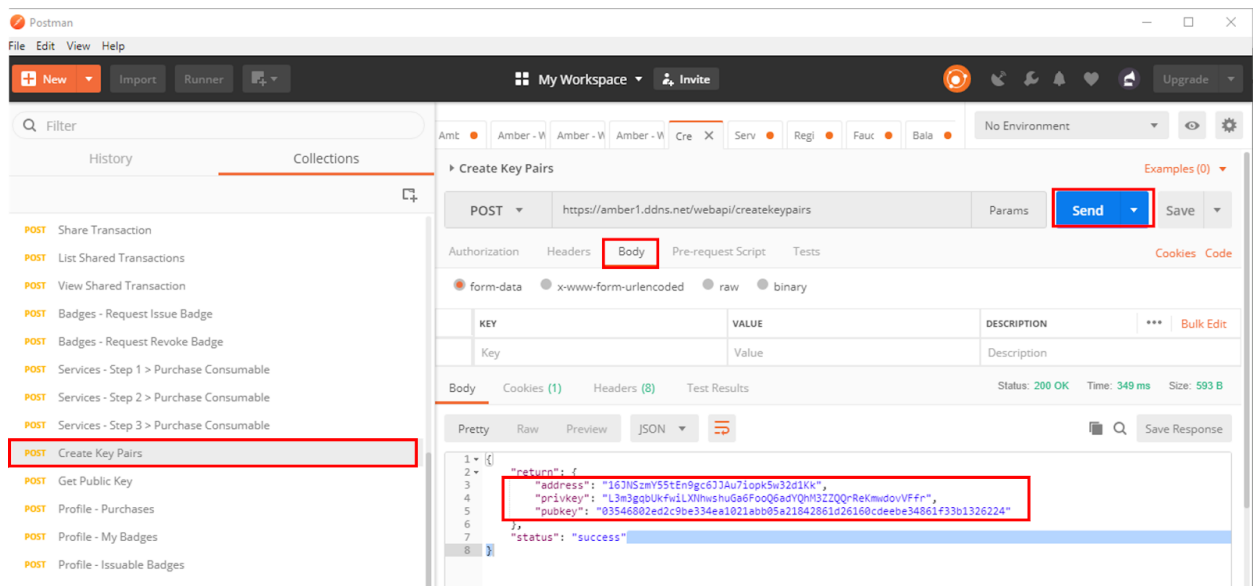 Postman
File Edit View Help
New Import Runner My Workspace Invite Upgrade
Filter
History Collections
POST Share Transaction
POST List Shared Transactions
POST View Shared Transaction
POST Badges - Request Issue Badge
POST Badges - Request Revoke Badge
POST Services - Step 1 > Purchase Consumable
POST Services - Step 2 > Purchase Consumable
POST Services - Step 3 > Purchase Consumable
POST Create Key Pairs
POST Get Public Key
POST Profile - Purchases
POST Profile - My Badges
POST Profile - Issuable Badges
Amb Amber - W Amber - W Amber - W Cre X Serv Regi Fauc Bala No Environment
Create Key Pairs Examples (0)
POST https://amber1.ddns.net/webapi/createkeypairs Params Send Save
Authorization Headers Body Pre-request Script Tests Cookies Code
form-data x-www-form-urlencoded raw binary
KEY VALUE DESCRIPTION ••• Bulk Edit
Key Value Description
Body Cookies (1) Headers (8) Test Results Status: 200 OK Time: 349 ms Size: 593 B
Pretty Raw Preview JSON Save Response
1 {
2 "return": {
3 "address": "16JNSzmY55tEn9gc6JJAu7iopk5w32d1Kk",
4 "privkey": "L3m3gqbUkfwiLXNhwshuGa6FooQ6adYQhM3ZZQQrReKmwdovVFfr",
5 "pubkey": "03546802ed2c9be334ea1021abb05a21842861d26160cdeebe34861f33b1326224"
6 },
7 "status": "success"
8 }